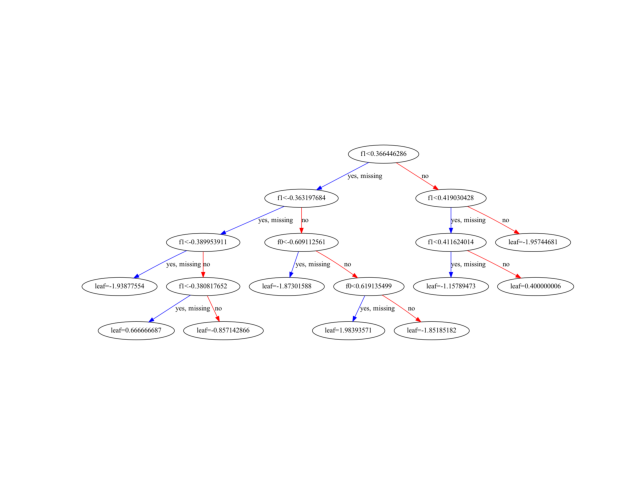 f1<0.366446286
yes, missing
no
f1<-0.363197684
f1<0.419030428
yes, missing
no
yes, missing
no
f1<-0.389953911
f0<-0.609112561
f1<0.411624014
leaf=-1.95744681
yes, missing
no
yes, missing
no
yes, missing
no
leaf=-1.93877554
f1<-0.380817652
leaf=-1.87301588
f0<0.619135499
leaf=-1.15789473
leaf=0.400000006
yes, missing
no
yes, missing
no
leaf=0.666666687
leaf=-0.857142866
leaf=1.98393571
leaf=-1.85185182